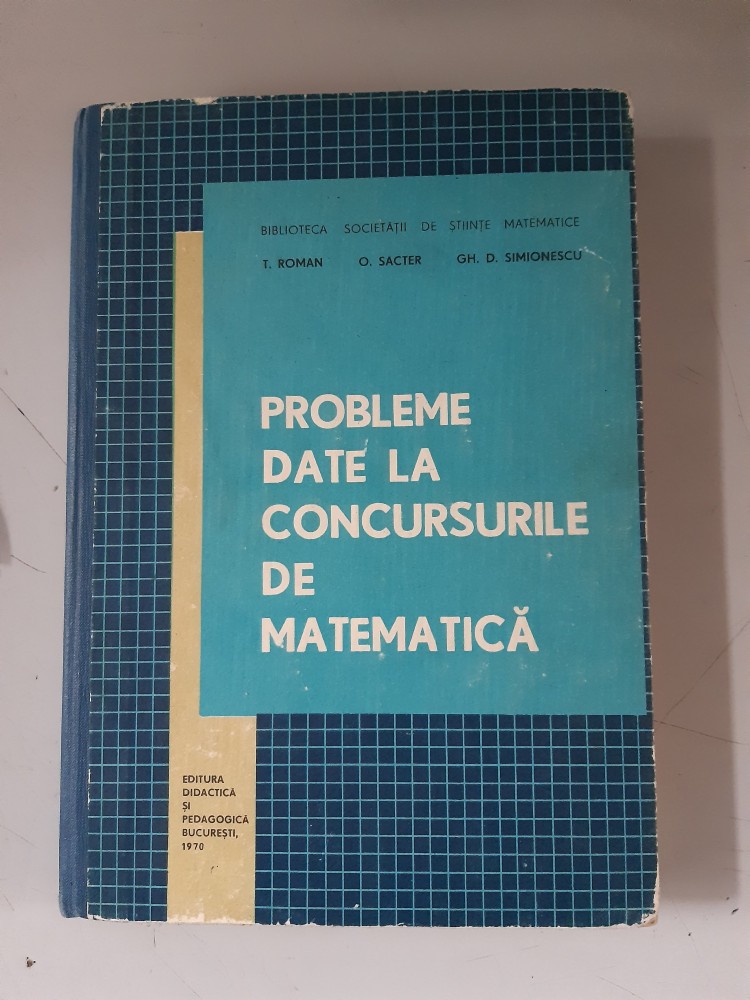 BIBLIOTECA SOCIETĂȚII DE ȘTIINȚE MATEMATICE
T. ROMAN O. SACTER GH. D. SIMIONESCU
PROBLEME
DATE LA
CONCURSURILE
DE
MATEMATICĂ
EDITURA
DIDACTICĂ
ȘI
PEDAGOGICĂ
BUCUREȘTI,
1970